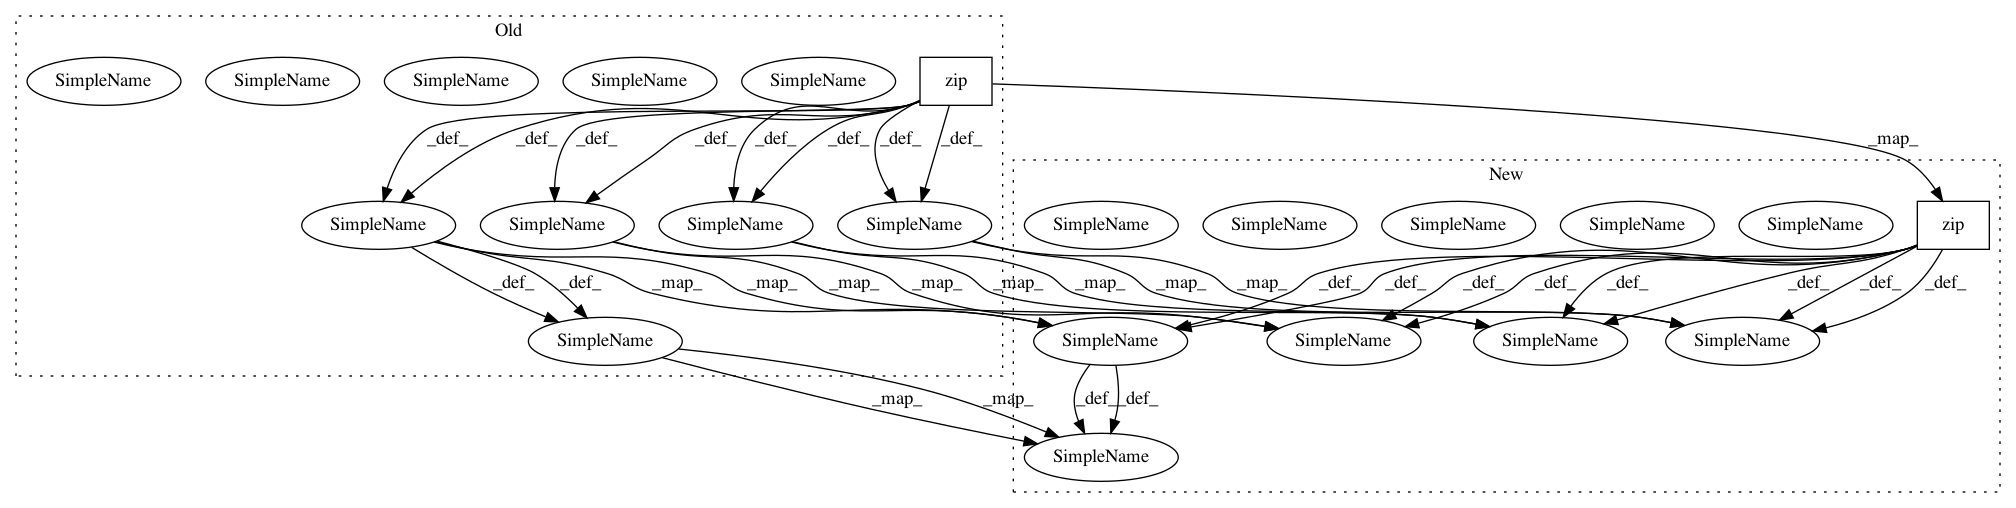 Old
SimpleName SimpleName SimpleName SimpleName SimpleName zip
_def_ _def_ _def_ _def_ _def_ _def_ _def_ _def_ _map_
New
SimpleName SimpleName SimpleName SimpleName SimpleName SimpleName SimpleName SimpleName SimpleName zip
_def_ _def_ _map_ _map_ _map_ _map_ _map_ _map_ _map_ _map_ _def_ _def_ _def_ _def_ _def_ _def_ _def_
SimpleName SimpleName SimpleName SimpleName SimpleName
_map_ _map_ _def_ _def_
SimpleName